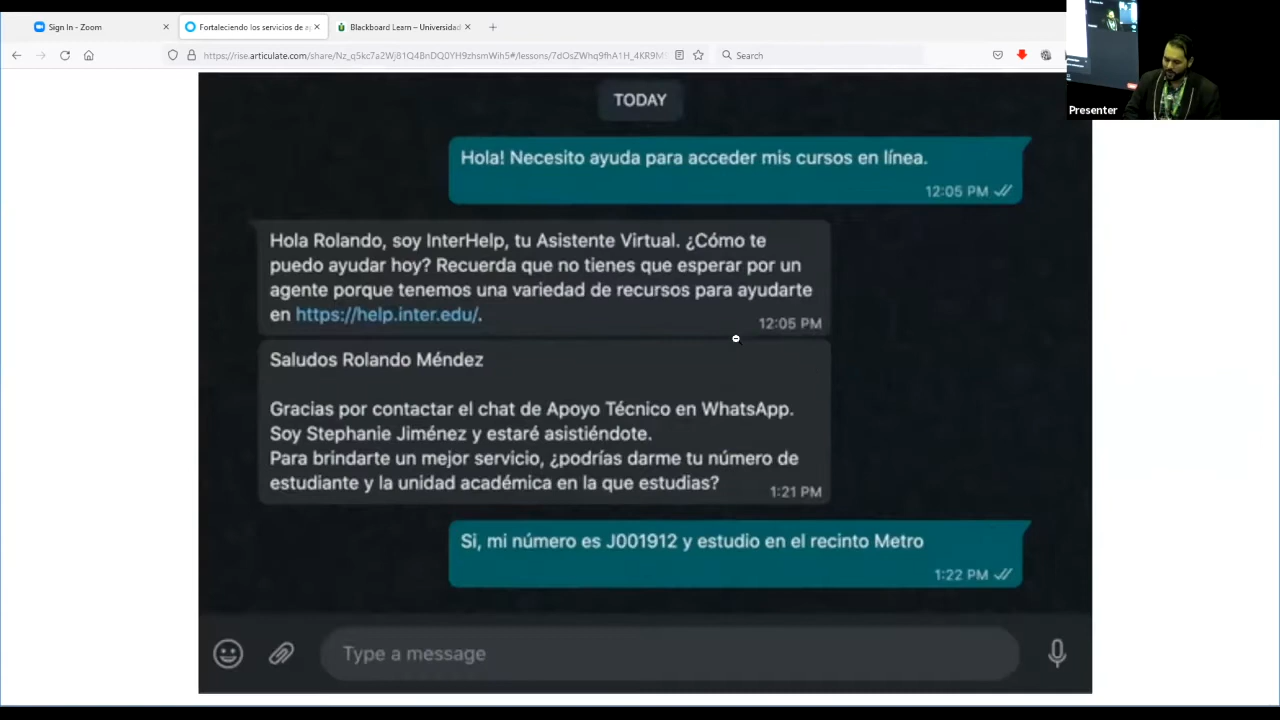 Sign In - Zoom
Fortaleciendo los servicios de
Blackboard Learn – Universidad
Search
Presenter
TODAY
Hola! Necesito ayuda para acceder mis cursos en línea.
12:05 PM
Hola Rolando, soy InterHelp, tu Asistente Virtual. ¿Cómo te
puedo ayudar hoy? Recuerda que no tienes que esperar por un
agente porque tenemos una variedad de recursos para ayudarte
en https://help.inter.edu/.
12:05 PM
Saludos Rolando Méndez
Gracias por contactar el chat de Apoyo Técnico en WhatsApp.
Soy Stephanie Jiménez y estaré asistiéndote.
Para brindarte un mejor servicio, ¿podrías darme tu número de
estudiante y la unidad académica en la que estudias?
1:21 PM
Si, mi número es J001912 y estudio en el recinto Metro
1:22 PM
Type a message